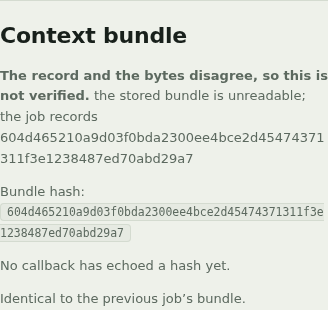 Context bundle
The record and the bytes disagree, so this is
not verified. the stored bundle is unreadable;
the job records
604d465210a9d03f0bda2300ee4bce2d45474371
311f3e1238487ed70abd29a7
Bundle hash:
604d465210a9d03f0bda2300ee4bce2d45474371311f3e
1238487ed70abd29a7
No callback has echoed a hash yet.
Identical to the previous job’s bundle.